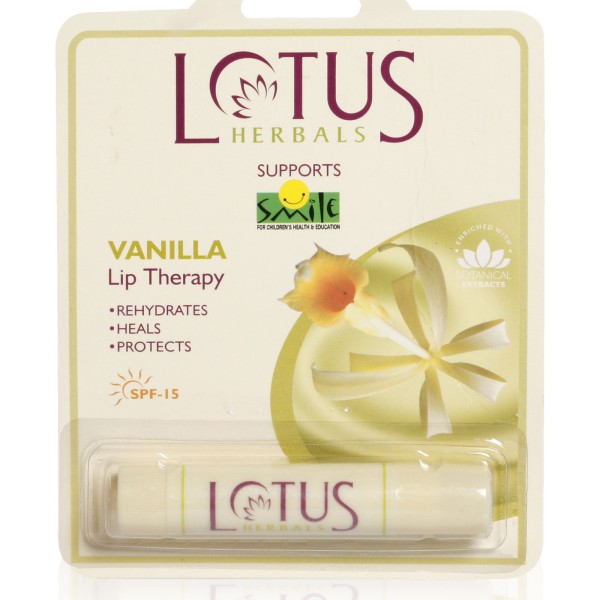 LOTUS
HERBALS
SUPPORTS
Smile
FOR CHILDREN'S HEALTH & EDUCATION
VANILLA
Lip Therapy
•REHYDRATES
•HEALS
•PROTECTS
SPF-15
ENRICHED WITH
BOTANICAL
EXTRACTS
LOTUS
HERBALS